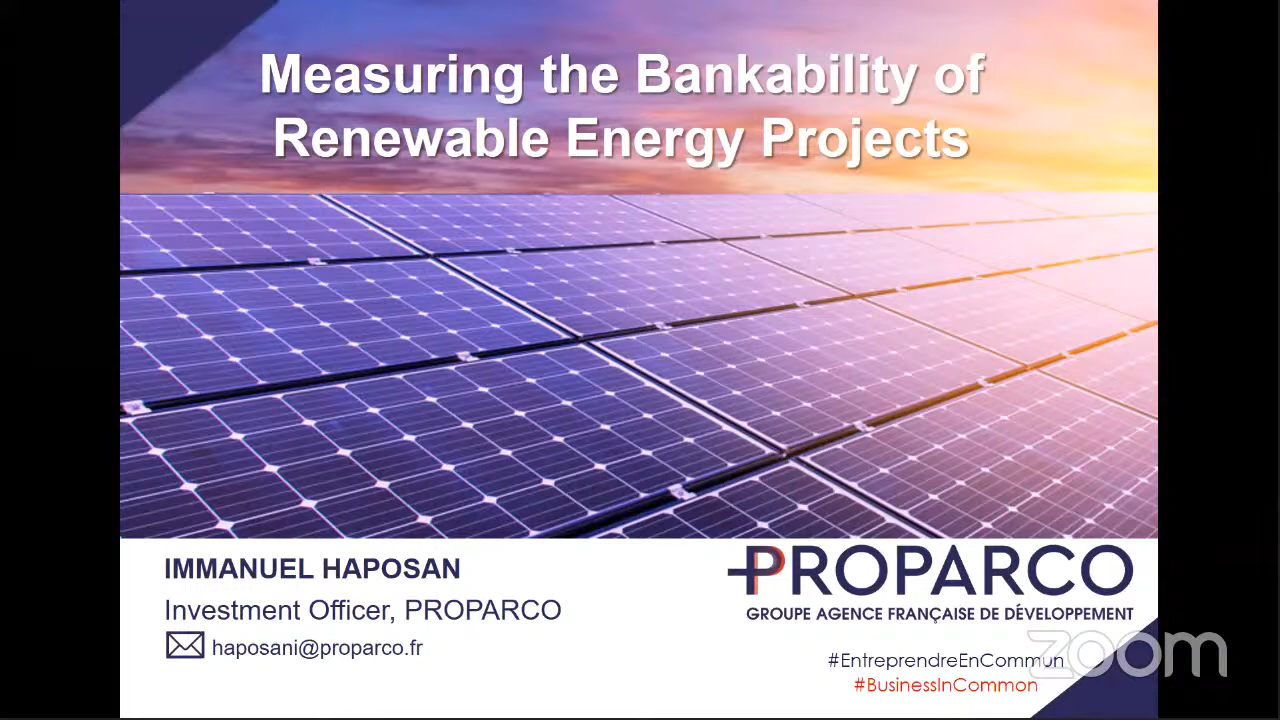 Measuring the Bankability of
Renewable Energy Projects
IMMANUEL HAPOSAN
Investment Officer, PROPARCO
haposani@proparco.fr
PROPARCO
GROUPE AGENCE FRANÇAISE DE DÉVELOPPEMENT
#EntreprendreEnCommun
#BusinessInCommon
zoom